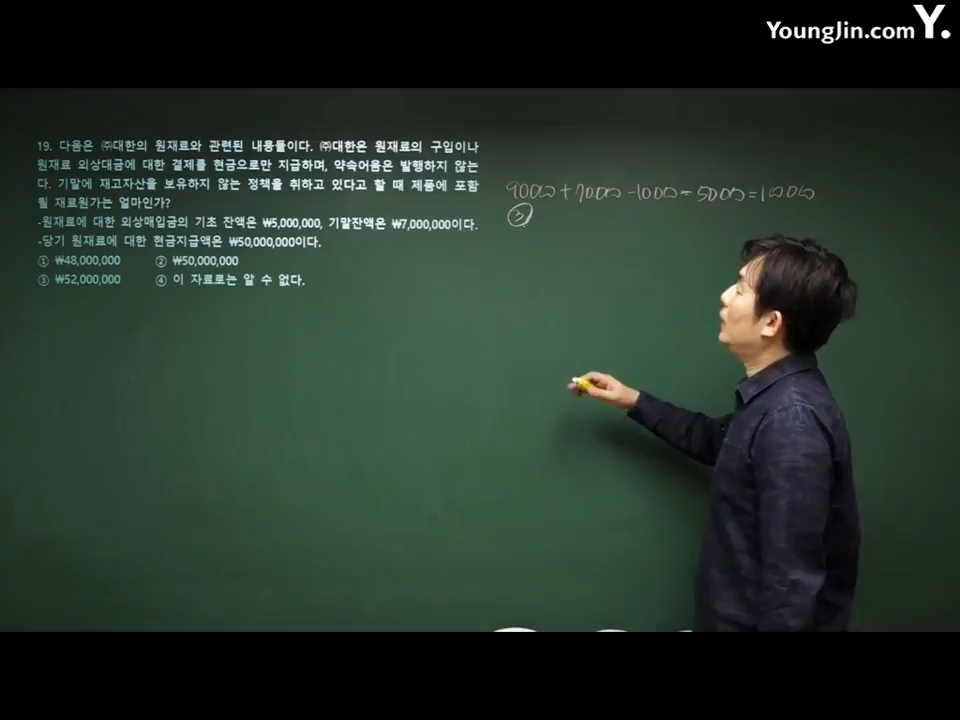 YoungJin.com Y.
19. 다음은 ㈜대한의 원재료와 관련된 내용들이다. ㈜대한은 원재료의 구입이나
원재료 외상대금에 대한 결제를 현금으로만 지급하며, 약속어음은 발행하지 않는
다. 기말에 재고자산을 보유하지 않는 정책을 취하고 있다고 할 때 제품에 포함
될 재료원가는 얼마인가?
-원재료에 대한 외상매입금의 기초 잔액은 ₩5,000,000, 기말잔액은 ₩7,000,000이다.
-당기 원재료에 대한 현금지급액은 ₩50,000,000이다.
① ₩48,000,000 ② ₩50,000,000
③ ₩52,000,000 ④ 이 자료로는 알 수 없다.